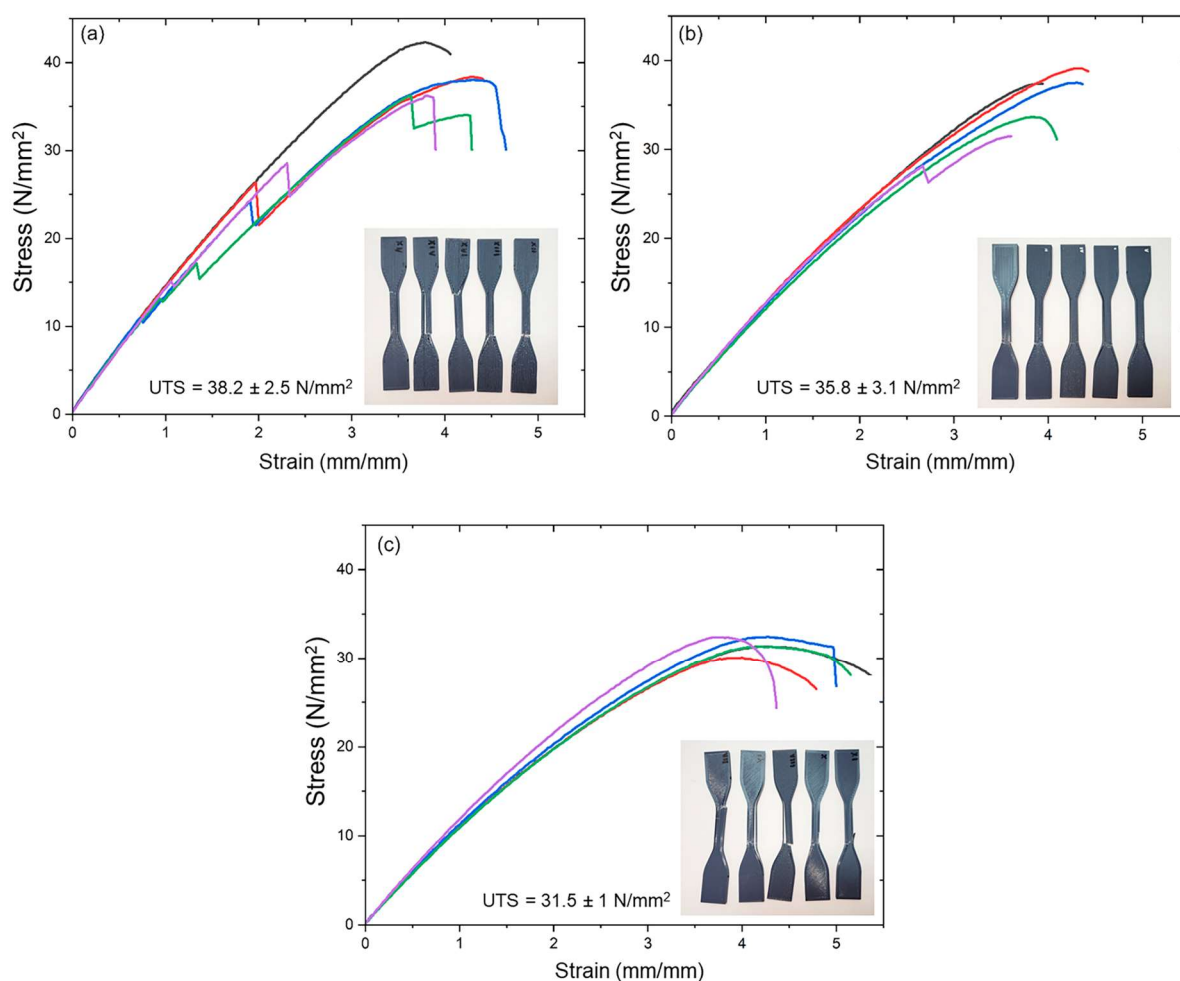 (a)
40
30
20
10
0
Stress (N/mm²)
UTS = 38.2 ± 2.5 N/mm²
0 1 2 3 4 5
Strain (mm/mm)
(b)
40
30
20
10
0
Stress (N/mm²)
UTS = 35.8 ± 3.1 N/mm²
0 1 2 3 4 5
Strain (mm/mm)
(c)
40
30
20
10
0
Stress (N/mm²)
UTS = 31.5 ± 1 N/mm²
0 1 2 3 4 5
Strain (mm/mm)